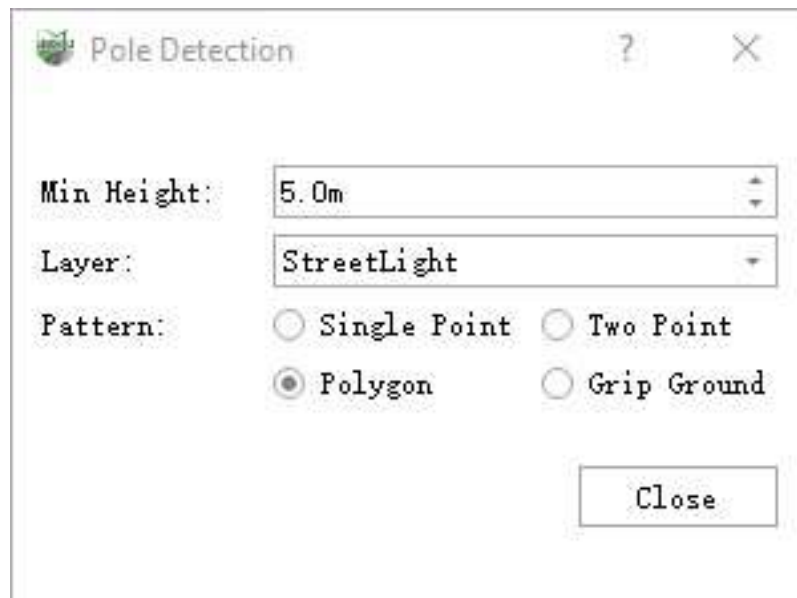 Pole Detection ?
Min Height: 5.0m
Layer: StreetLight
Pattern: Single Point Two Point
Polygon Grip Ground
Close